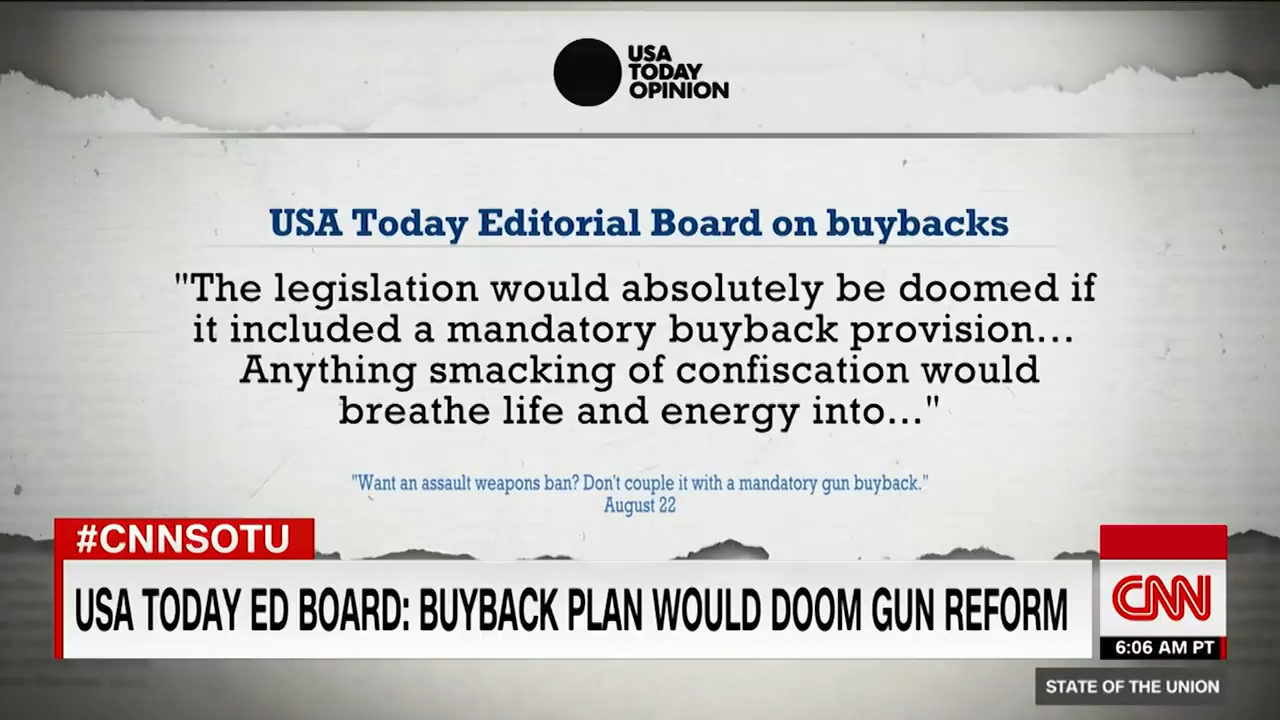 USA
TODAY
OPINION
USA Today Editorial Board on buybacks
"The legislation would absolutely be doomed if
it included a mandatory buyback provision...
Anything smacking of confiscation would
breathe life and energy into..."
"Want an assault weapons ban? Don't couple it with a mandatory gun buyback."
August 22
#CNNSOTU
USA TODAY ED BOARD: BUYBACK PLAN WOULD DOOM GUN REFORM
CNN
6:06 AM PT
STATE OF THE UNION